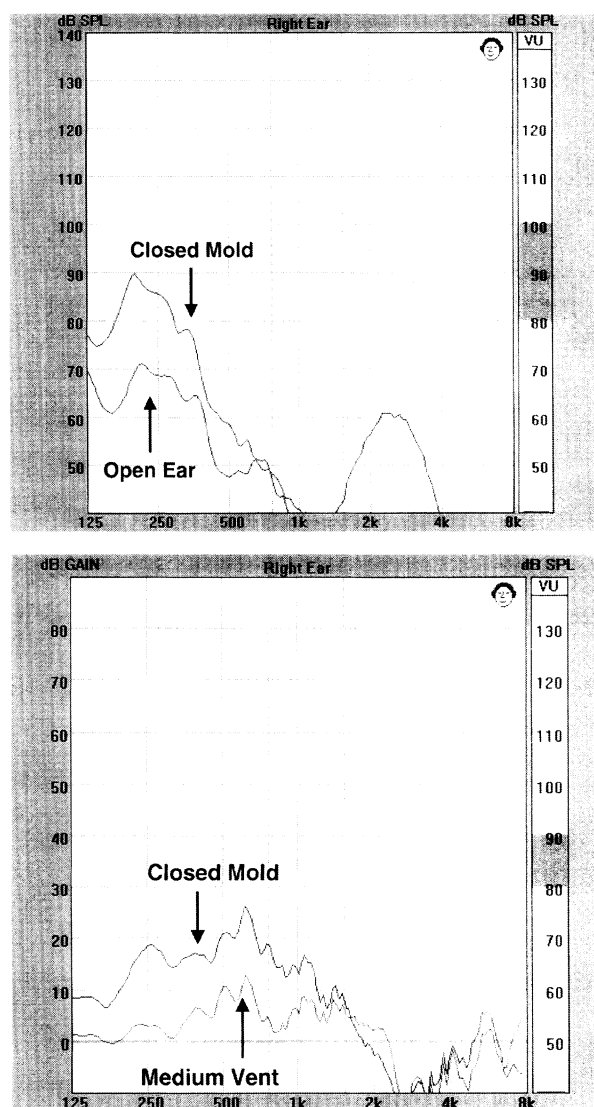 dB SPL Right Ear dB SPL
140 VU
130 130
120 120
110 110
100 100
Closed Mold
90 90
80 80
70 70
60 60
Open Ear
50 50
125 250 500 1k 2k 4k 8k
dB GAIN Right Ear dB SPL
VU
80 130
70 120
60 110
50 100
40 90
Closed Mold
30 80
20 70
10 60
0 50
Medium Vent
125 250 500 1k 2k 4k 8k